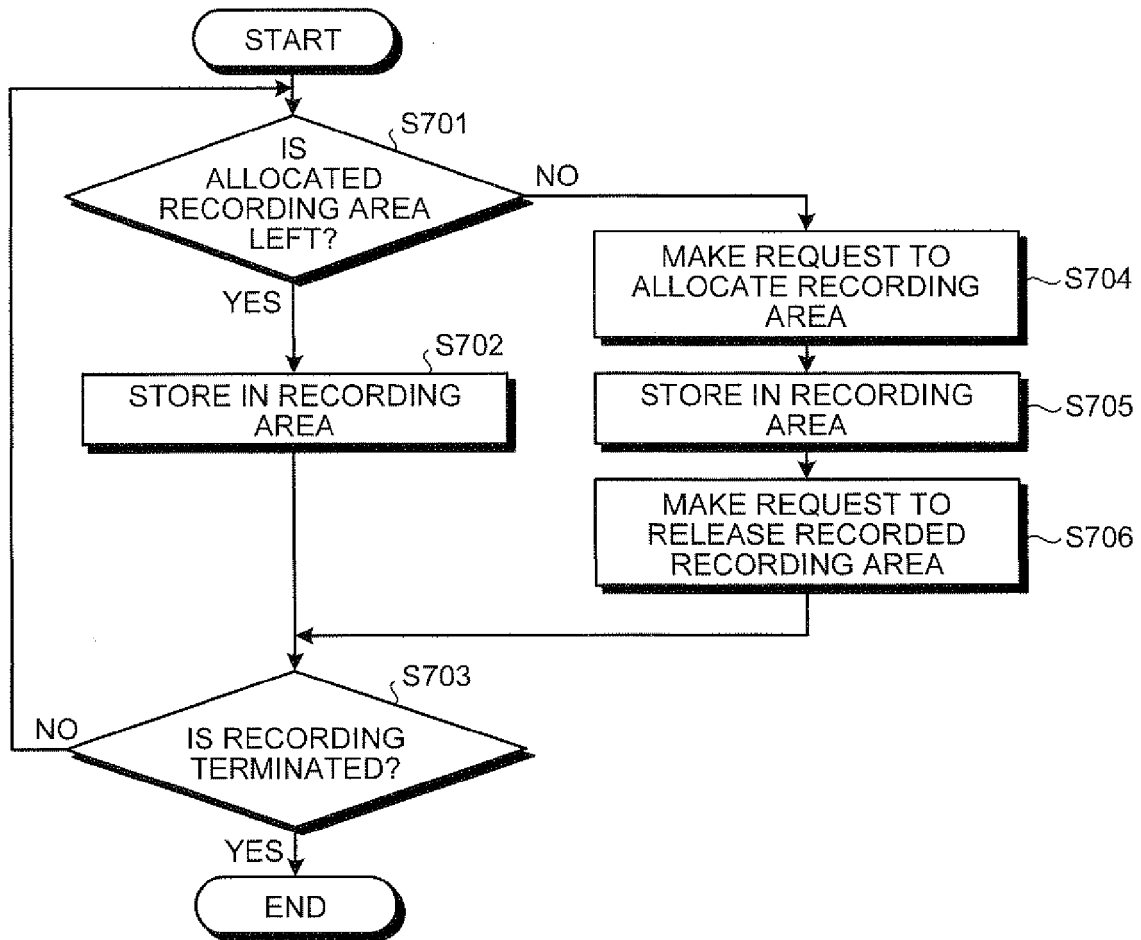 START
S701
IS
ALLOCATED
RECORDING AREA
LEFT?
NO
YES
MAKE REQUEST TO
ALLOCATE RECORDING
AREA
S704
S702
STORE IN RECORDING
AREA
STORE IN RECORDING
AREA
S705
MAKE REQUEST TO
RELEASE RECORDED
RECORDING AREA
S706
S703
NO
IS RECORDING
TERMINATED?
YES
END